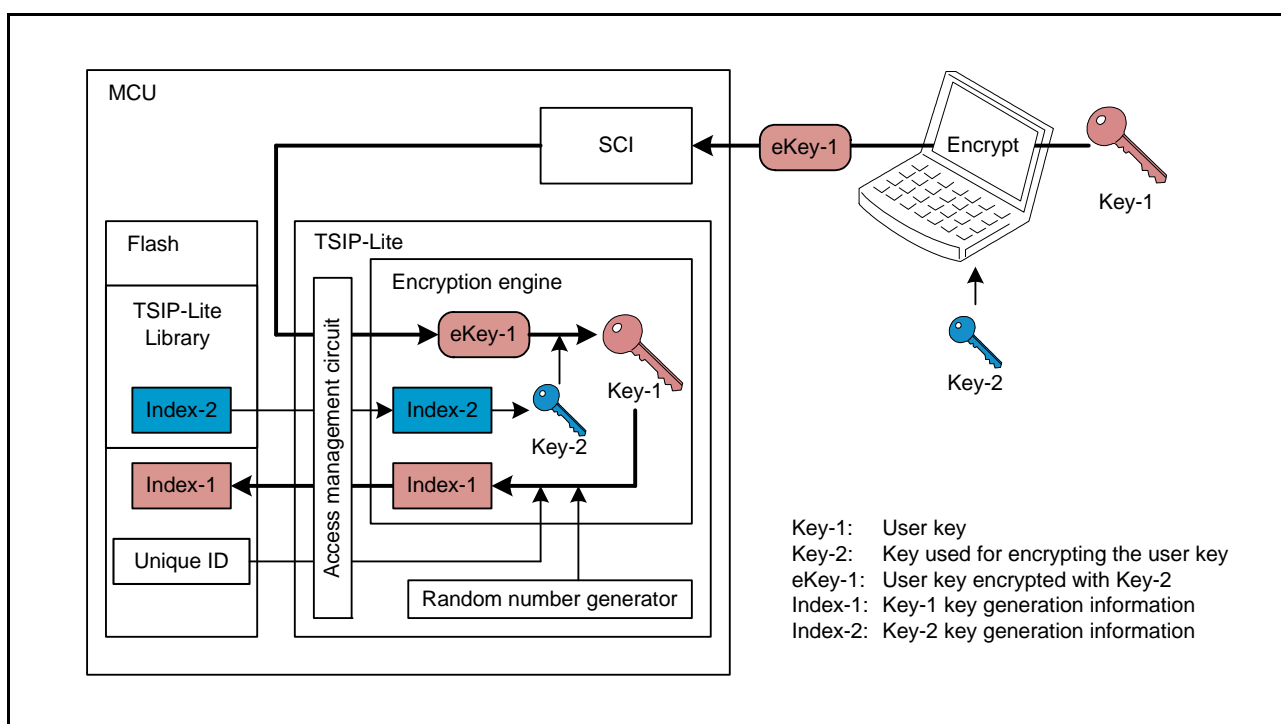 MCU
SCI
eKey-1
Encrypt
Key-1
Flash
TSIP-Lite
Encryption engine
TSIP-Lite
Library
Access management circuit
eKey-1
Key-1
Key-2
Index-2
Index-2
Key-2
Index-1
Index-1
Unique ID
Random number generator
Key-1: User key
Key-2: Key used for encrypting the user key
eKey-1: User key encrypted with Key-2
Index-1: Key-1 key generation information
Index-2: Key-2 key generation information